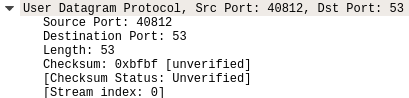 User Datagram Protocol, Src Port: 40812, Dst Port: 53
Source Port: 40812
Destination Port: 53
Length: 53
Checksum: 0xbfbf [unverified]
[Checksum Status: Unverified]
[Stream index: 0]